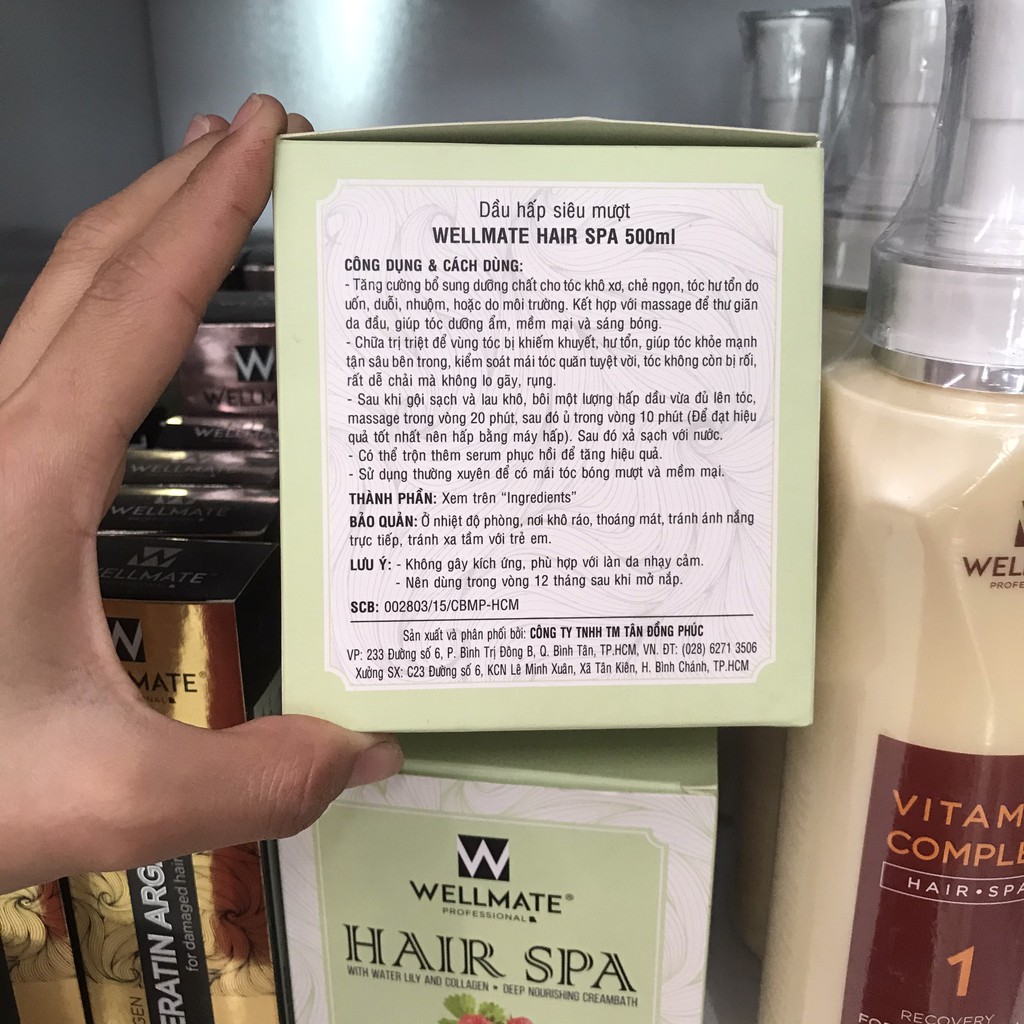 Dầu hấp siêu mượt
WELLMATE HAIR SPA 500ml
CÔNG DỤNG & CÁCH DÙNG:
- Tăng cường bổ sung dưỡng chất cho tóc khô xơ, chẻ ngọn, tóc hư tổn do
uốn, duỗi, nhuộm, hoặc do môi trường. Kết hợp với massage để thư giãn
da đầu, giúp tóc dưỡng ẩm, mềm mại và sáng bóng.
- Chữa trị triệt để vùng tóc bị khiếm khuyết, hư tổn, giúp tóc khỏe mạnh
tận sâu bên trong, kiểm soát mái tóc quăn tuyệt vời, tóc không còn bị rối,
rất dễ chải mà không lo gãy, rụng.
- Sau khi gội sạch và lau khô, bôi một lượng hấp dầu vừa đủ lên tóc,
massage trong vòng 20 phút, sau đó ủ trong vòng 10 phút (Để đạt hiệu
quả tốt nhất nên hấp bằng máy hấp). Sau đó xả sạch với nước.
- Có thể trộn thêm serum phục hồi để tăng hiệu quả.
- Sử dụng thường xuyên để có mái tóc bóng mượt và mềm mại.
THÀNH PHẦN: Xem trên “Ingredients”
BẢO QUẢN: Ở nhiệt độ phòng, nơi khô ráo, thoáng mát, tránh ánh nắng
trực tiếp, tránh xa tầm với trẻ em.
LƯU Ý: - Không gây kích ứng, phù hợp với làn da nhạy cảm.
- Nên dùng trong vòng 12 tháng sau khi mở nắp.
SCB: 002803/15/CBMP-HCM
Sản xuất và phân phối bởi: CÔNG TY TNHH TM TÂN ĐỒNG PHÚC
VP: 233 Đường số 6, P. Bình Trị Đông B, Q. Bình Tân, TP.HCM, VN. ĐT: (028) 6271 3506
Xưởng SX: C23 Đường số 6, KCN Lê Minh Xuân, Xã Tân Kiên, H. Bình Chánh, TP.HCM
WELLMATE®
PROFESSIONAL
HAIR SPA
WITH WATER LILY AND COLLAGEN • DEEP NOURISHING CREAMBATH
WELLMATE
WELLMATE
WELLMATE
ELLMATE
MATE®
for damaged hair
WEL
PROFE
VITAM
COMPLE
HAIR • SPA
1
RECOVERY